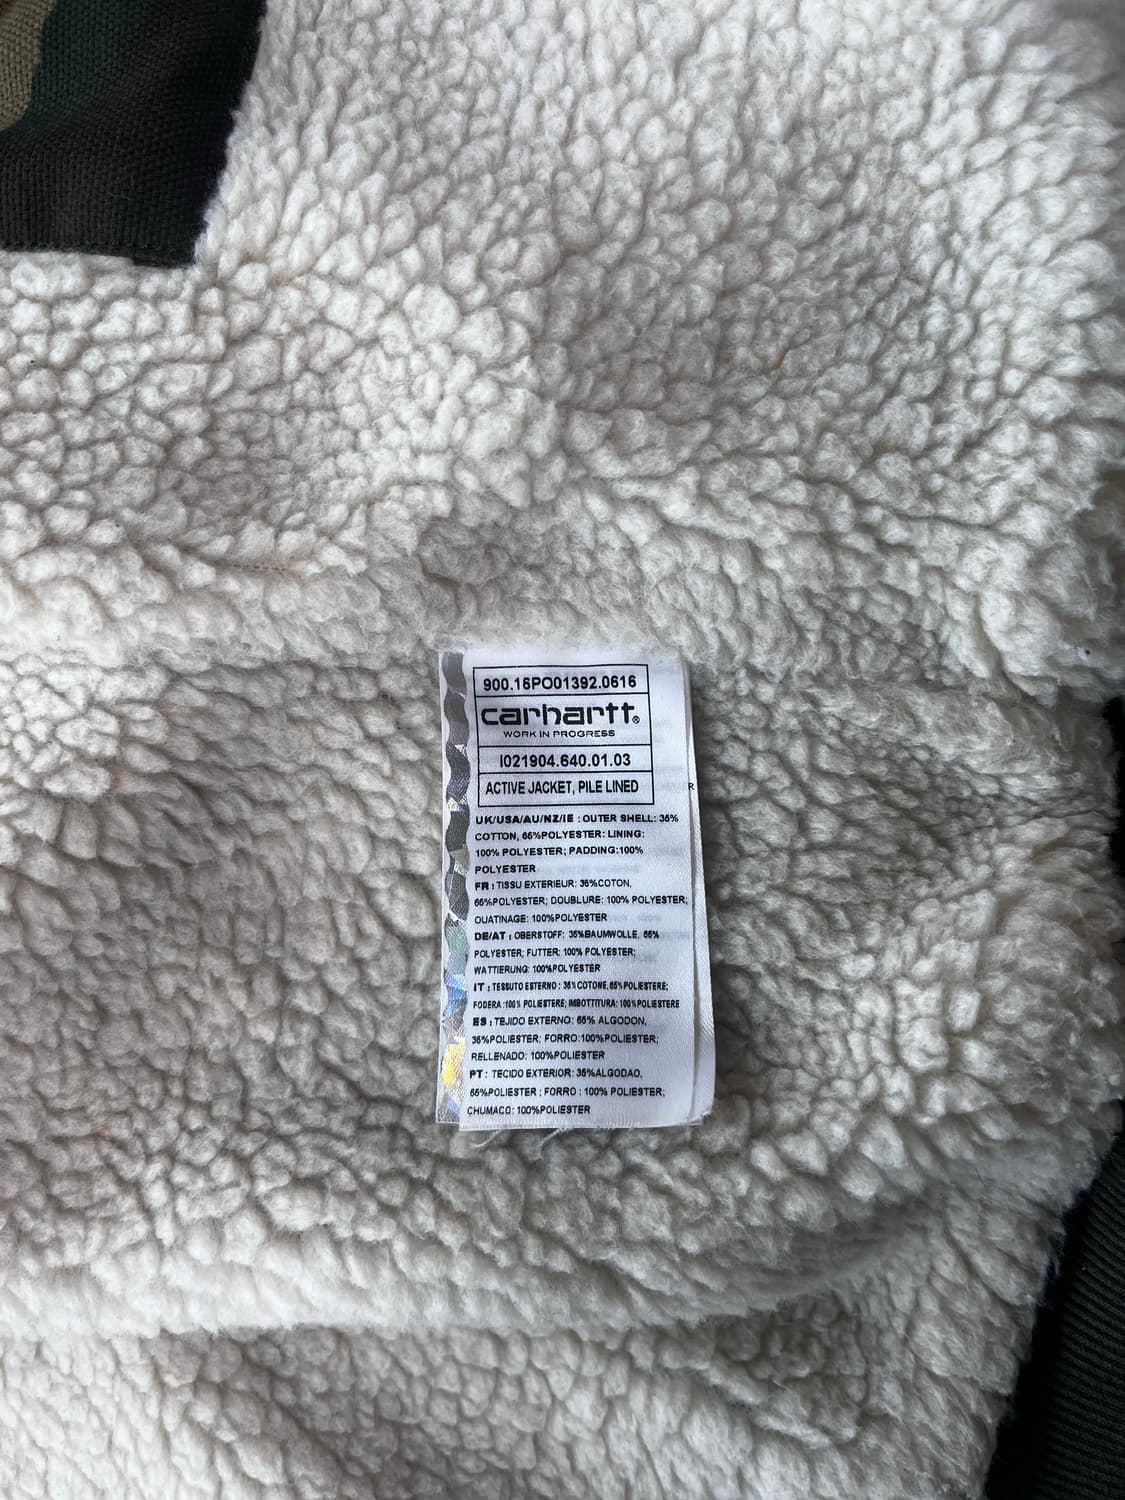 900.16PO01392.0616
carhartt®
WORK IN PROGRESS
I021904.640.01.03
ACTIVE JACKET, PILE LINED
R
UK/USA/AU/NZ/IE : OUTER SHELL: 35%
COTTON, 65%POLYESTER: LINING:
100% POLYESTER; PADDING:100%
POLYESTER
FR : TISSU EXTERIEUR: 35%COTON,
65%POLYESTER; DOUBLURE: 100% POLYESTER;
OUATINAGE: 100%POLYESTER
DE/AT : OBERSTOFF: 35%BAUMWOLLE, 65%
POLYESTER; FUTTER: 100% POLYESTER;
WATTIERUNG: 100%POLYESTER
IT : TESSUTO ESTERNO : 35%COTONE,65%POLIESTERE;
FODERA :100% POLIESTERE; IMBOTTITURA: 100%POLIESTERE
ES : TEJIDO EXTERNO: 65% ALGODON,
35%POLIESTER; FORRO:100%POLIESTER;
RELLENADO: 100%POLIESTER
PT : TECIDO EXTERIOR: 35%ALGODAO,
65%POLIESTER ; FORRO : 100% POLIESTER;
CHUMACO: 100%POLIESTER